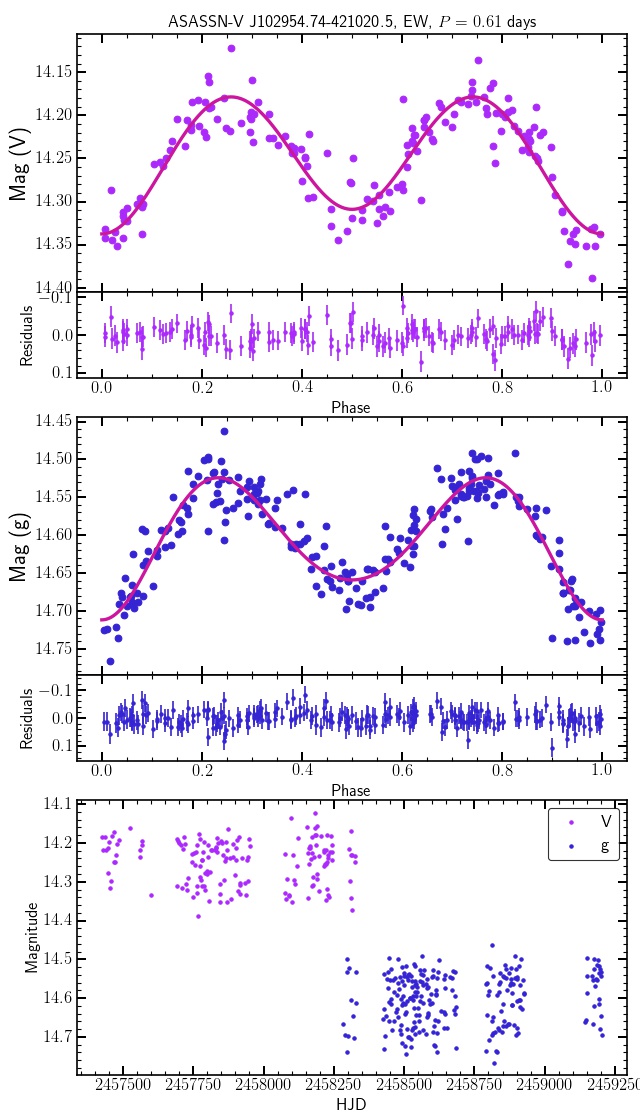 ASASSN-V J102954.74-421020.5, EW, P = 0.61 days
Mag (V)
14.15
14.20
14.25
14.30
14.35
14.40
Residuals
−0.1
0.0
0.1
0.0 0.2 0.4 0.6 0.8 1.0
Phase
Mag (g)
14.45
14.50
14.55
14.60
14.65
14.70
14.75
Residuals
−0.1
0.0
0.1
0.0 0.2 0.4 0.6 0.8 1.0
Phase
Magnitude
14.1
14.2
14.3
14.4
14.5
14.6
14.7
V
g
2457500 2457750 2458000 2458250 2458500 2458750 2459000 2459250
HJD